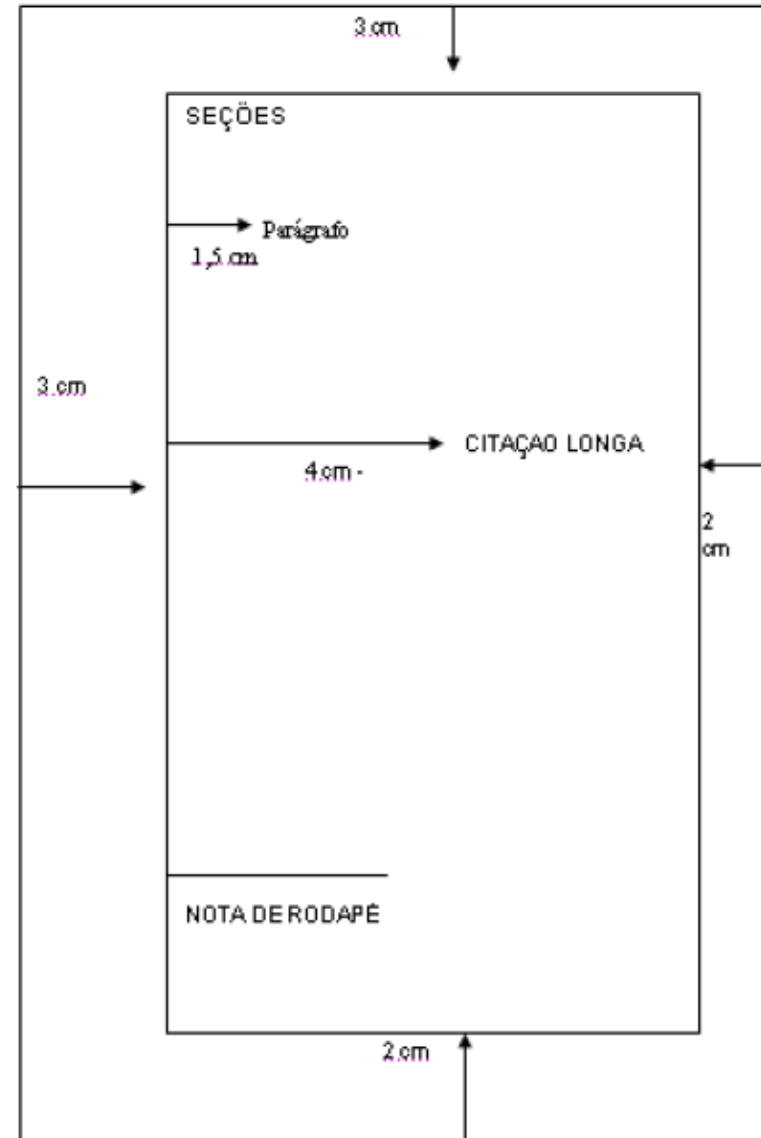 3 cm
SEÇÕES
Parágrafo
1,5 cm
3 cm
CITAÇAO LONGA
4 cm -
2
cm
NOTA DE RODAPÉ
2 cm